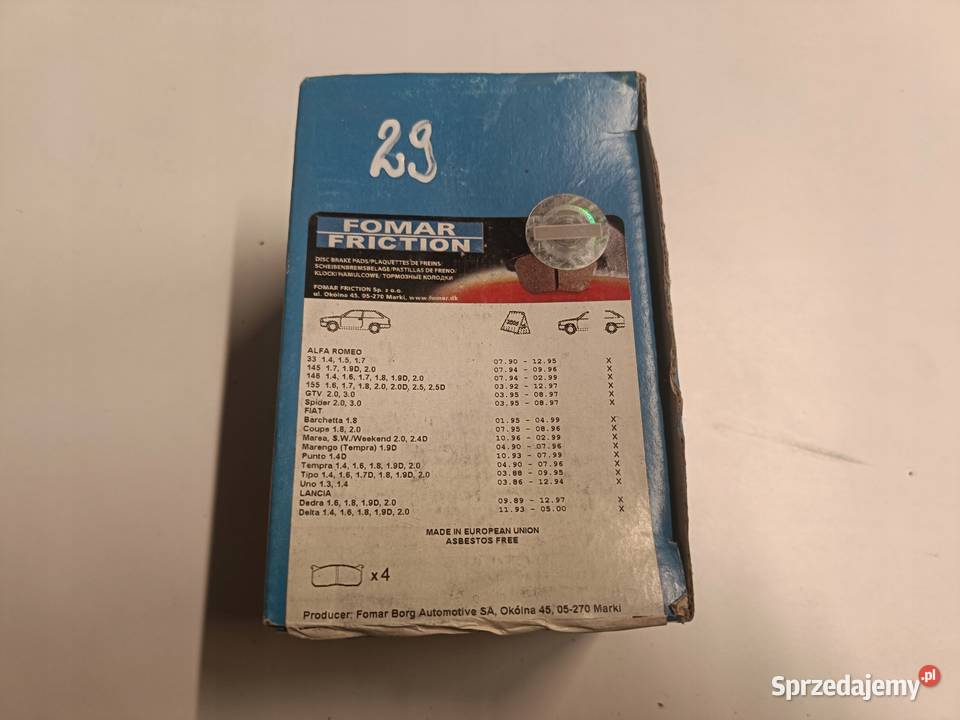 29
FOMAR
FRICTION
DISC BRAKE PADS/PLAQUETTES DE FREINS
SCHEIBENBREMSBELAGE/PASTILLAS DE FRENO/
KLOCKI HAMULCOWE/ТОРМОЗНЫЕ КОЛОДКИ
FOMAR FRICTION Sp. z o.o.
ul. Okólna 45, 05-270 Marki, www.fomar.dk
ALFA ROMEO
33 1.4, 1.5, 1.7 07.90 - 12.95 X
145 1.7, 1.9D, 2.0 07.94 - 09.96 X
146 1.4, 1.6, 1.7, 1.8, 1.9D, 2.0 07.94 - 02.99 X
155 1.6, 1.7, 1.8, 2.0, 2.0D, 2.5, 2.5D 03.92 - 12.97 X
GTV 2.0, 3.0 03.95 - 08.97 X
Spider 2.0, 3.0 03.95 - 08.97 X
FIAT
Barchetta 1.8 01.95 - 04.99 X
Coupe 1.8, 2.0 07.95 - 08.96 X
Marea, S.W./Weekend 2.0, 2.4D 10.96 - 02.99 X
Marengo (Tempra) 1.9D 04.90 - 07.96 X
Punto 1.4D 10.93 - 07.99 X
Tempra 1.4, 1.6, 1.8, 1.9D, 2.0 04.90 - 07.96 X
Tipo 1.4, 1.6, 1.7D, 1.8, 1.9D, 2.0 03.88 - 09.95 X
Uno 1.3, 1.4 03.86 - 12.94 X
LANCIA
Dedra 1.6, 1.8, 1.9D, 2.0 09.89 - 12.97 X
Delta 1.4, 1.6, 1.8, 1.9D, 2.0 11.93 - 05.00 X
MADE IN EUROPEAN UNION
ASBESTOS FREE
x 4
Producer: Fomar Borg Automotive SA, Okólna 45, 05-270 Marki
Sprzedajemy.pl